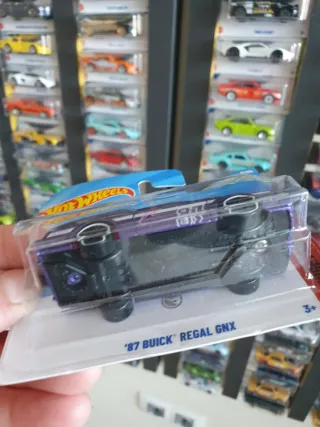 Hot Wheels
'87 BUICK REGAL GNX
3+